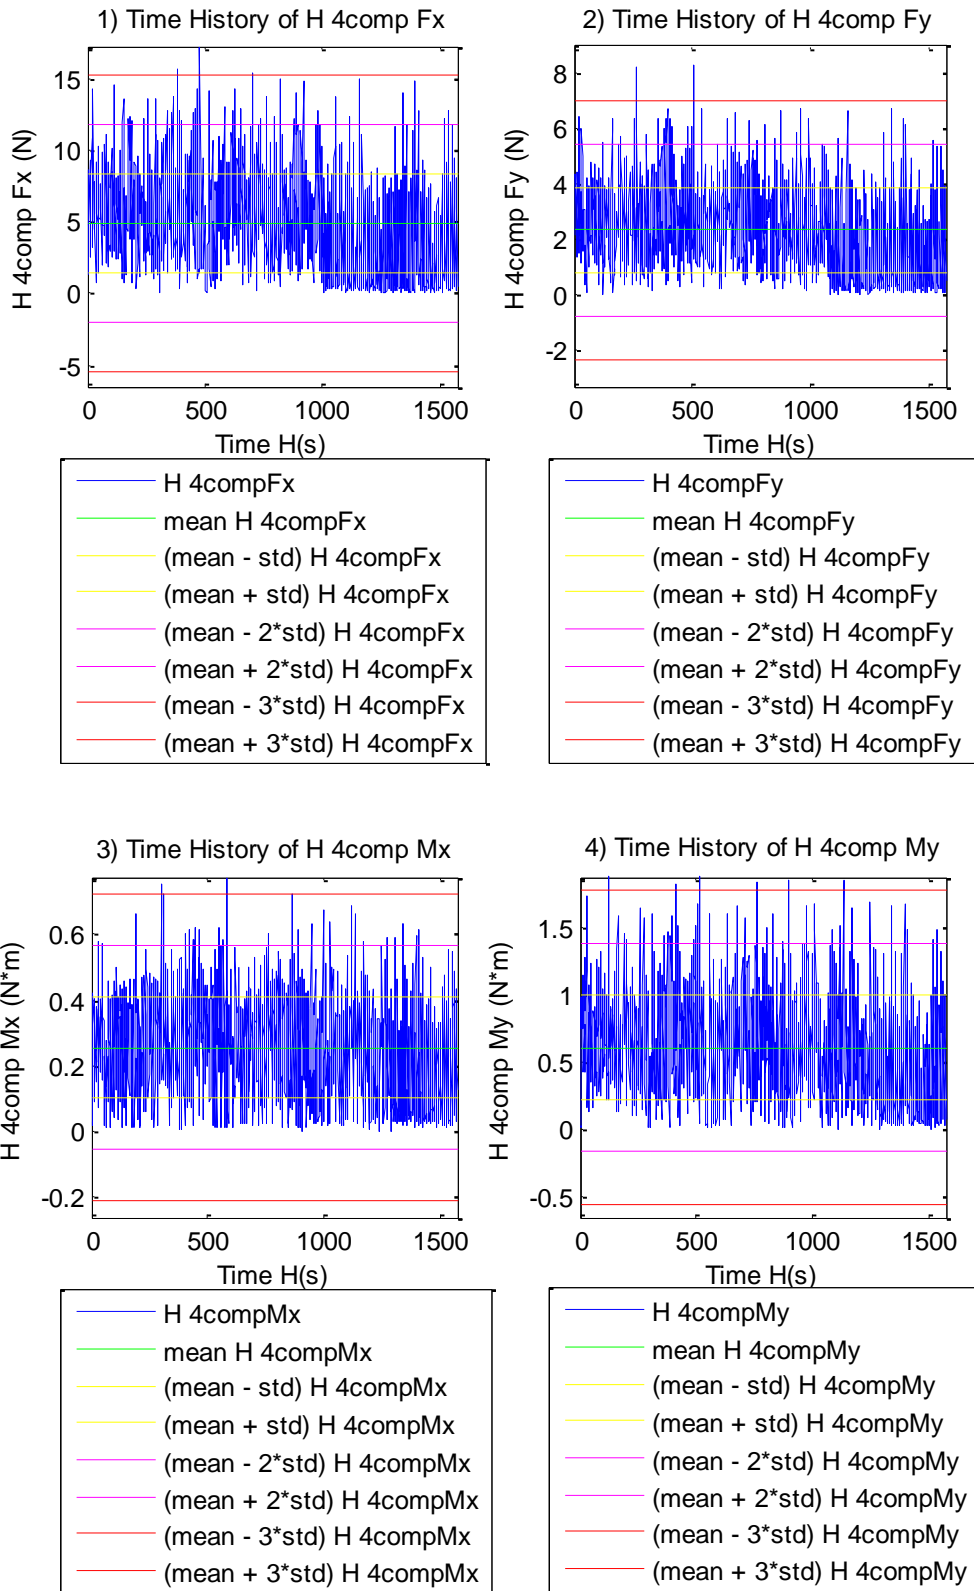 1) Time History of H 4comp Fx
15
10
5
0
-5
H 4comp Fx (N)
0 500 1000 1500
Time H(s)
H 4compFx
mean H 4compFx
(mean - std) H 4compFx
(mean + std) H 4compFx
(mean - 2*std) H 4compFx
(mean + 2*std) H 4compFx
(mean - 3*std) H 4compFx
(mean + 3*std) H 4compFx
2) Time History of H 4comp Fy
8
6
4
2
0
-2
H 4comp Fy (N)
0 500 1000 1500
Time H(s)
H 4compFy
mean H 4compFy
(mean - std) H 4compFy
(mean + std) H 4compFy
(mean - 2*std) H 4compFy
(mean + 2*std) H 4compFy
(mean - 3*std) H 4compFy
(mean + 3*std) H 4compFy
3) Time History of H 4comp Mx
0.6
0.4
0.2
0
-0.2
H 4comp Mx (N*m)
0 500 1000 1500
Time H(s)
H 4compMx
mean H 4compMx
(mean - std) H 4compMx
(mean + std) H 4compMx
(mean - 2*std) H 4compMx
(mean + 2*std) H 4compMx
(mean - 3*std) H 4compMx
(mean + 3*std) H 4compMx
4) Time History of H 4comp My
1.5
1
0.5
0
-0.5
H 4comp My (N*m)
0 500 1000 1500
Time H(s)
H 4compMy
mean H 4compMy
(mean - std) H 4compMy
(mean + std) H 4compMy
(mean - 2*std) H 4compMy
(mean + 2*std) H 4compMy
(mean - 3*std) H 4compMy
(mean + 3*std) H 4compMy